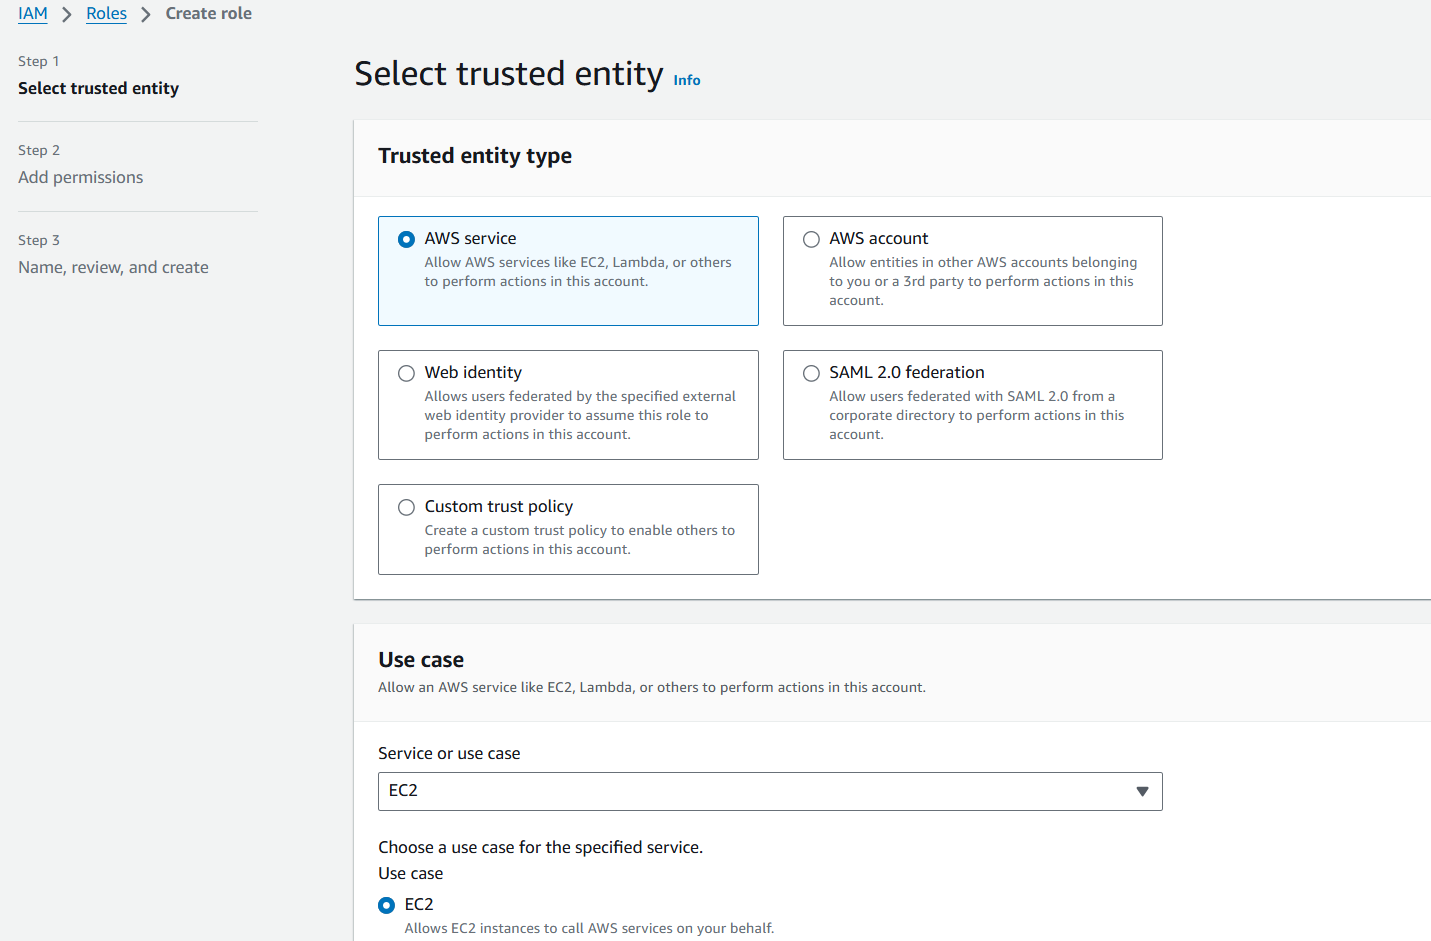 IAM > Roles > Create role
Step 1
Select trusted entity
Step 2
Add permissions
Step 3
Name, review, and create
Select trusted entity Info
Trusted entity type
AWS service
Allow AWS services like EC2, Lambda, or others
to perform actions in this account.
AWS account
Allow entities in other AWS accounts belonging
to you or a 3rd party to perform actions in this
account.
Web identity
Allows users federated by the specified external
web identity provider to assume this role to
perform actions in this account.
SAML 2.0 federation
Allow users federated with SAML 2.0 from a
corporate directory to perform actions in this
account.
Custom trust policy
Create a custom trust policy to enable others to
perform actions in this account.
Use case
Allow an AWS service like EC2, Lambda, or others to perform actions in this account.
Service or use case
EC2
Choose a use case for the specified service.
Use case
EC2
Allows EC2 instances to call AWS services on your behalf.